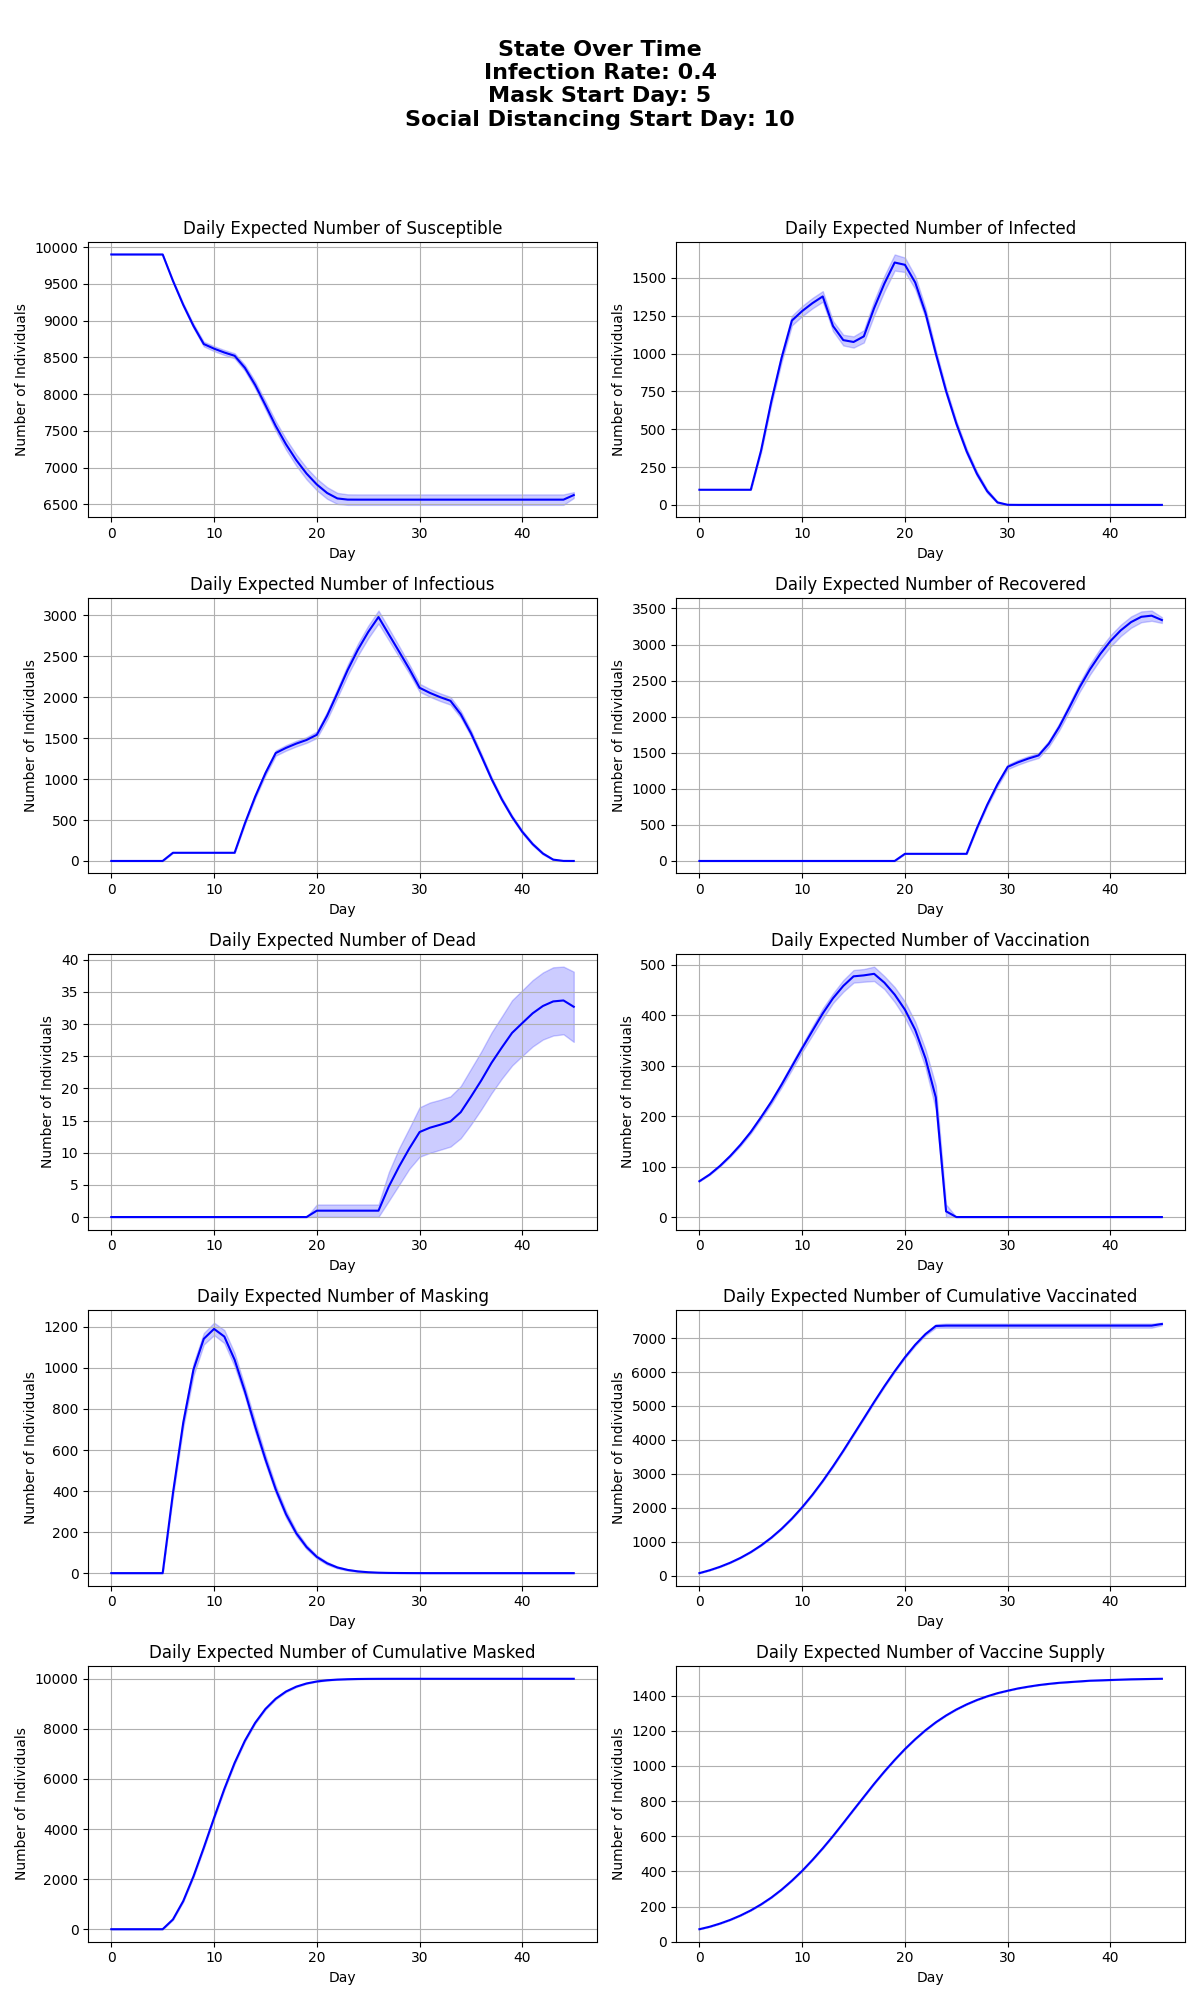 State Over Time
Infection Rate: 0.4
Mask Start Day: 5
Social Distancing Start Day: 10
Daily Expected Number of Susceptible
Number of Individuals
10000
9500
9000
8500
8000
7500
7000
6500
0 10 20 30 40
Day
Daily Expected Number of Infected
Number of Individuals
1500
1250
1000
750
500
250
0
0 10 20 30 40
Day
Daily Expected Number of Infectious
Number of Individuals
3000
2500
2000
1500
1000
500
0
0 10 20 30 40
Day
Daily Expected Number of Recovered
Number of Individuals
3500
3000
2500
2000
1500
1000
500
0
0 10 20 30 40
Day
Daily Expected Number of Dead
Number of Individuals
40
35
30
25
20
15
10
5
0
0 10 20 30 40
Day
Daily Expected Number of Vaccination
Number of Individuals
500
400
300
200
100
0
0 10 20 30 40
Day
Daily Expected Number of Masking
Number of Individuals
1200
1000
800
600
400
200
0
0 10 20 30 40
Day
Daily Expected Number of Cumulative Vaccinated
Number of Individuals
7000
6000
5000
4000
3000
2000
1000
0
0 10 20 30 40
Day
Daily Expected Number of Cumulative Masked
Number of Individuals
10000
8000
6000
4000
2000
0
0 10 20 30 40
Day
Daily Expected Number of Vaccine Supply
Number of Individuals
1400
1200
1000
800
600
400
200
0
0 10 20 30 40
Day